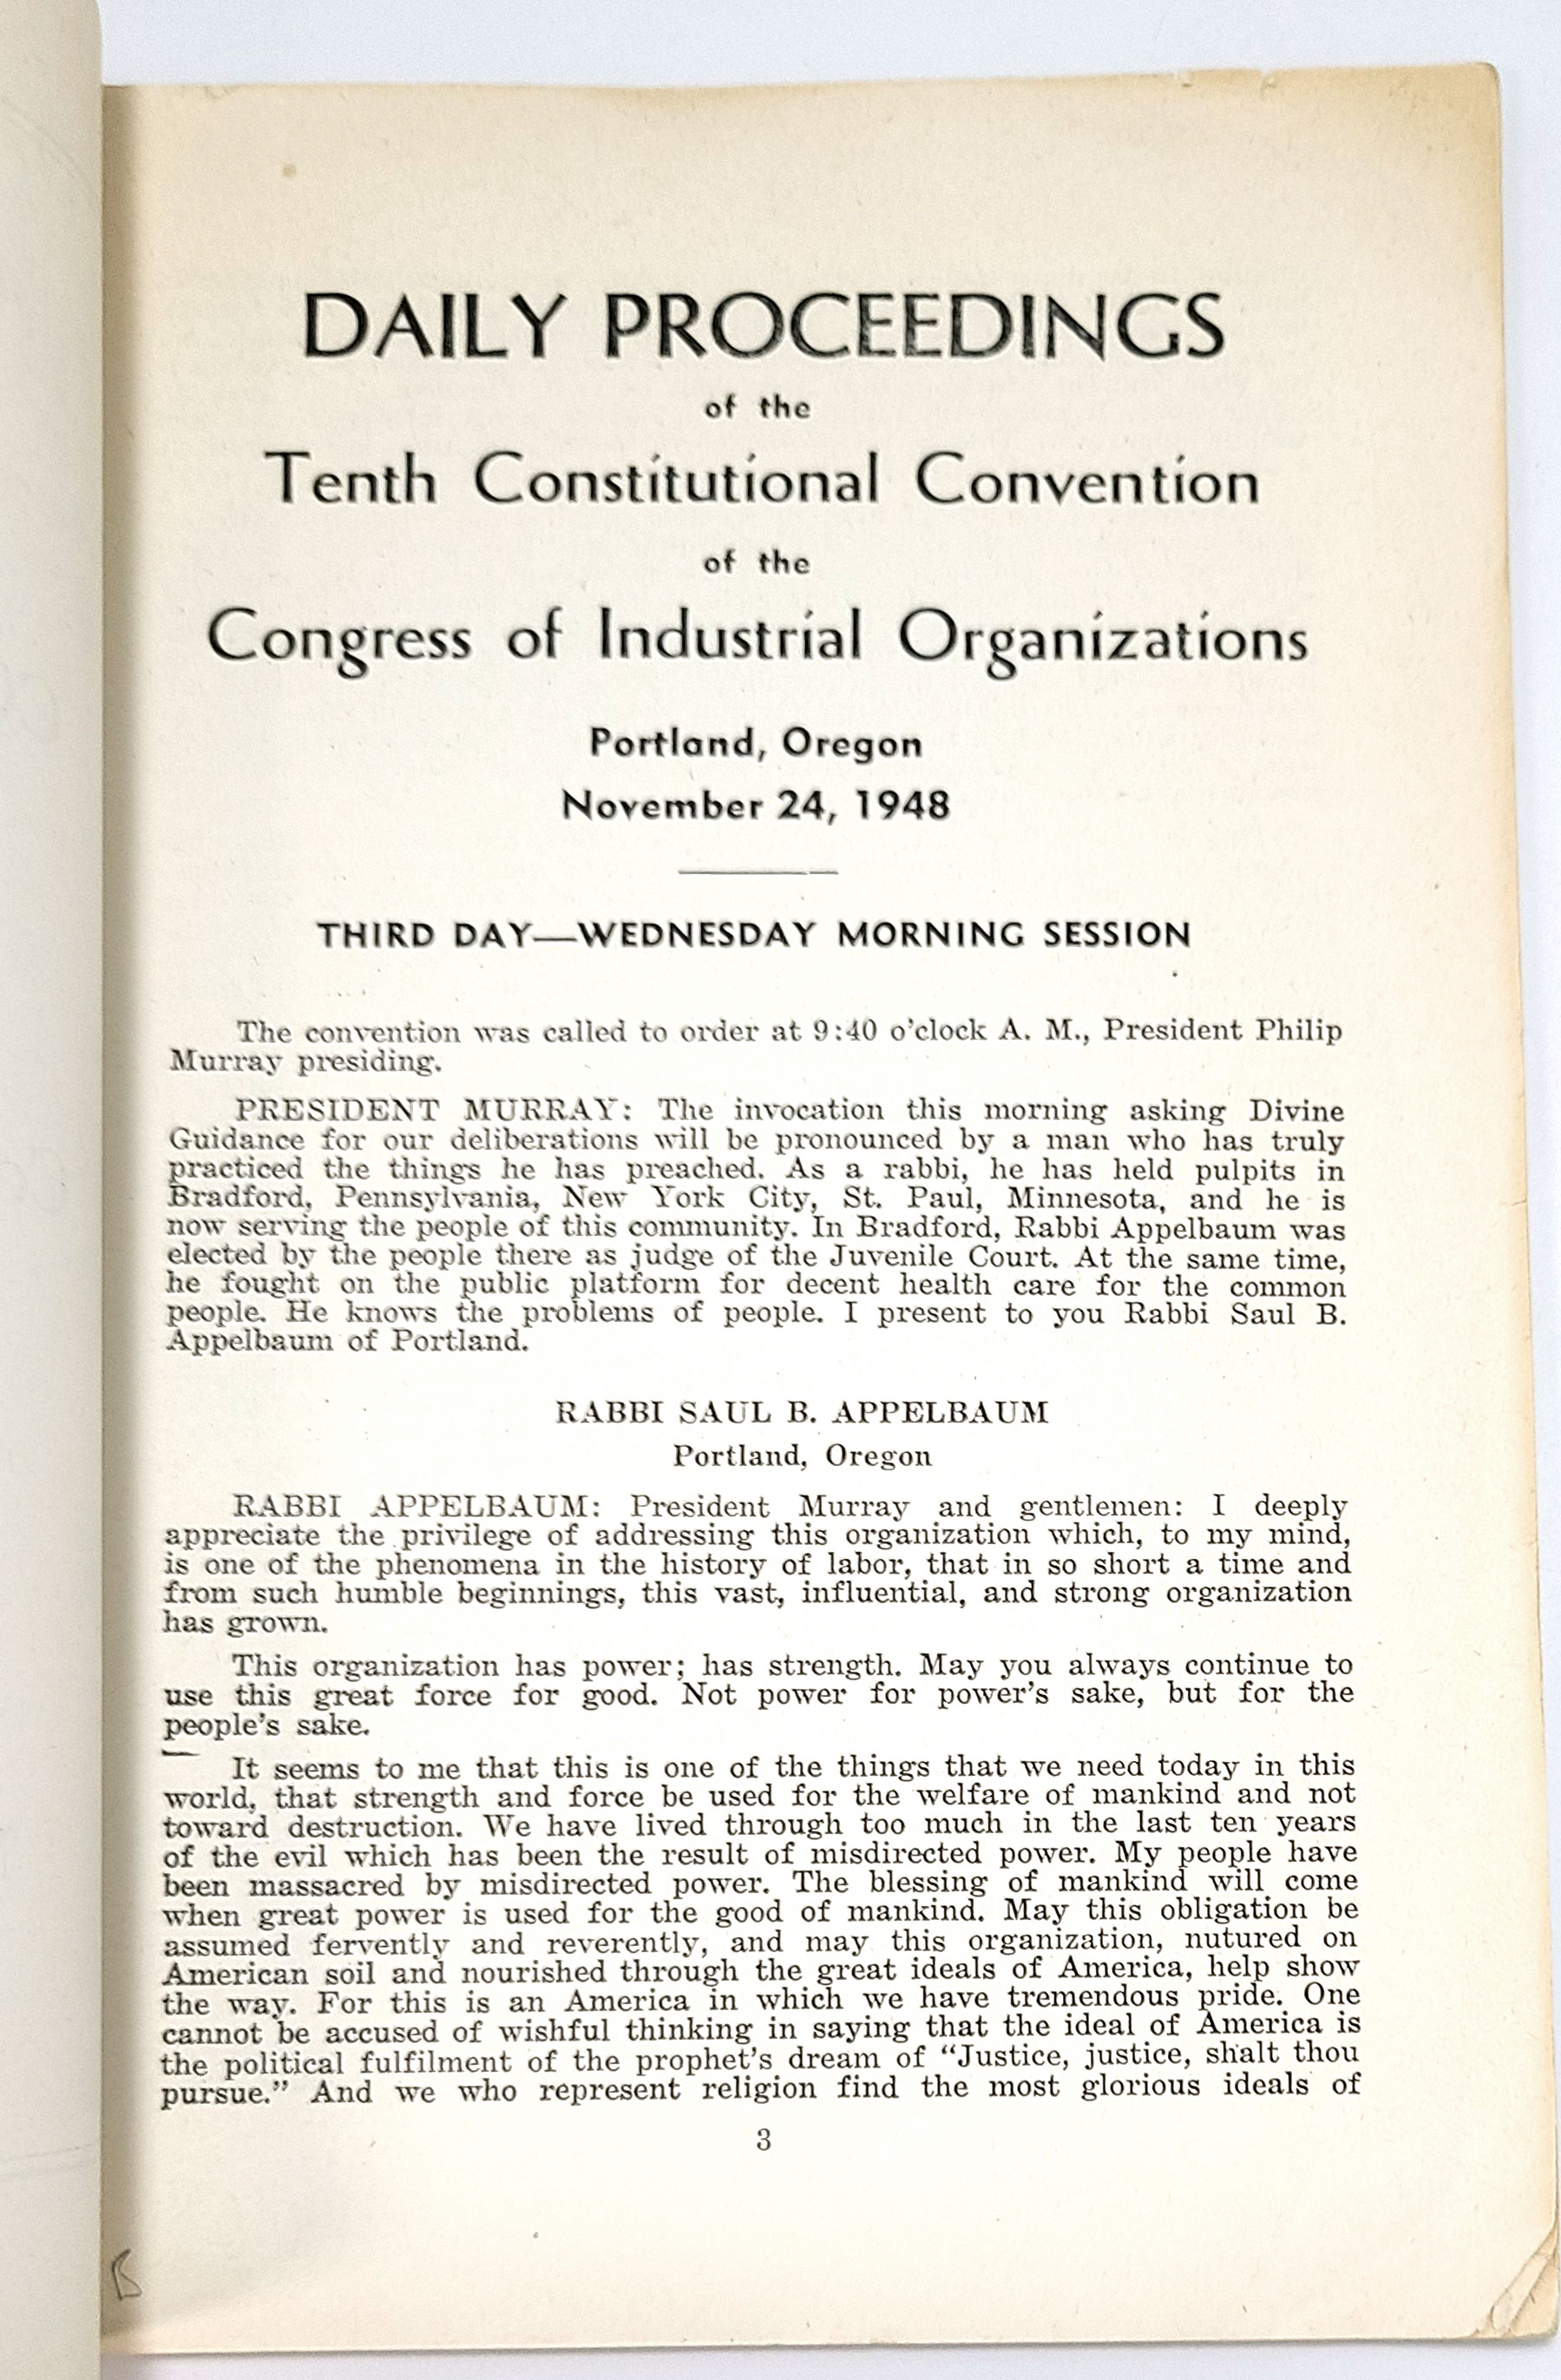 DAILY PROCEEDINGS
of the
Tenth Constitutional Convention
of the
Congress of Industrial Organizations
Portland, Oregon
November 24, 1948
THIRD DAY—WEDNESDAY MORNING SESSION
The convention was called to order at 9:40 o'clock A. M., President Philip
Murray presiding.
PRESIDENT MURRAY: The invocation this morning asking Divine
Guidance for our deliberations will be pronounced by a man who has truly
practiced the things he has preached. As a rabbi, he has held pulpits in
Bradford, Pennsylvania, New York City, St. Paul, Minnesota, and he is
now serving the people of this community. In Bradford, Rabbi Appelbaum was
elected by the people there as judge of the Juvenile Court. At the same time,
he fought on the public platform for decent health care for the common
people. He knows the problems of people. I present to you Rabbi Saul B.
Appelbaum of Portland.
RABBI SAUL B. APPELBAUM
Portland, Oregon
RABBI APPELBAUM: President Murray and gentlemen: I deeply
appreciate the privilege of addressing this organization which, to my mind,
is one of the phenomena in the history of labor, that in so short a time and
from such humble beginnings, this vast, influential, and strong organization
has grown.
This organization has power; has strength. May you always continue to
use this great force for good. Not power for power's sake, but for the
people's sake.
It seems to me that this is one of the things that we need today in this
world, that strength and force be used for the welfare of mankind and not
toward destruction. We have lived through too much in the last ten years
of the evil which has been the result of misdirected power. My people have
been massacred by misdirected power. The blessing of mankind will come
when great power is used for the good of mankind. May this obligation be
assumed fervently and reverently, and may this organization, nutured on
American soil and nourished through the great ideals of America, help show
the way. For this is an America in which we have tremendous pride. One
cannot be accused of wishful thinking in saying that the ideal of America is
the political fulfilment of the prophet's dream of "Justice, justice, shalt thou
pursue." And we who represent religion find the most glorious ideals of
3
B